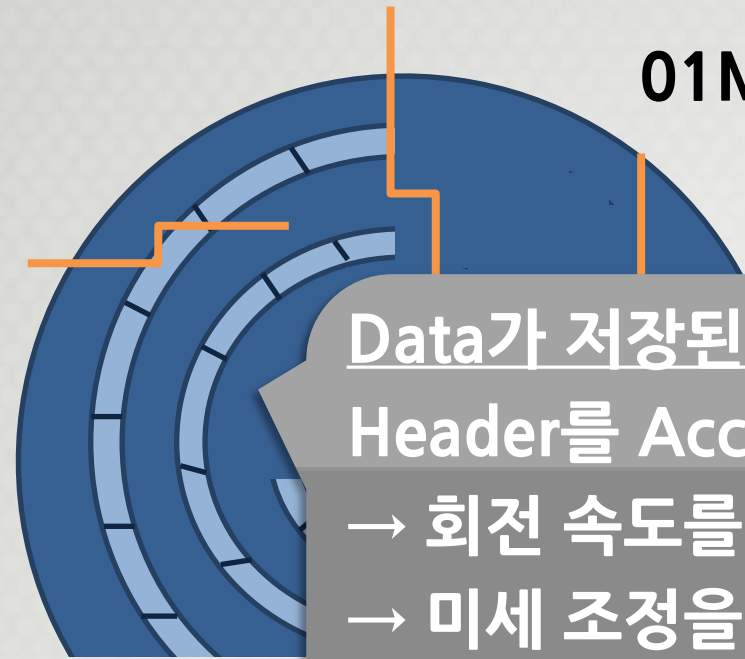 01M
Data가 저장된
Header를 Acc
→ 회전 속도를
→ 미세 조정을